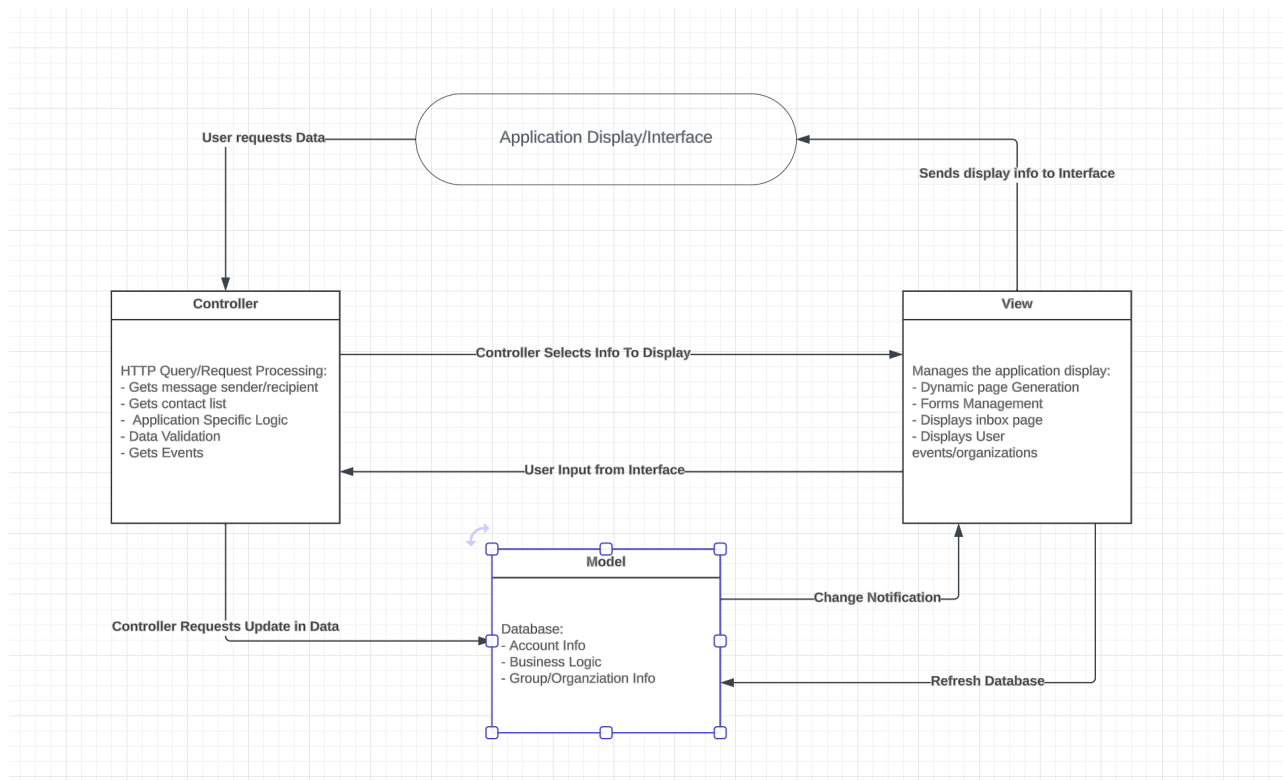 Application Display/Interface
User requests Data
Sends display info to Interface
Controller
HTTP Query/Request Processing:
- Gets message sender/recipient
- Gets contact list
- Application Specific Logic
- Data Validation
- Gets Events
View
Manages the application display:
- Dynamic page Generation
- Forms Management
- Displays inbox page
- Displays User
events/organizations
Controller Selects Info To Display
User Input from Interface
Model
Database:
- Account Info
- Business Logic
- Group/Organziation Info
Change Notification
Controller Requests Update in Data
Refresh Database